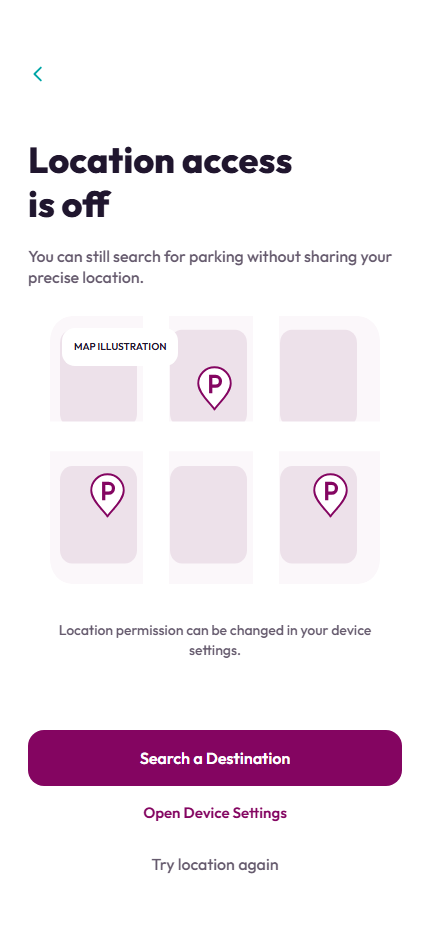 Location access
is off
You can still search for parking without sharing your
precise location.
MAP ILLUSTRATION
P
P
P
Location permission can be changed in your device
settings.
Search a Destination
Open Device Settings
Try location again